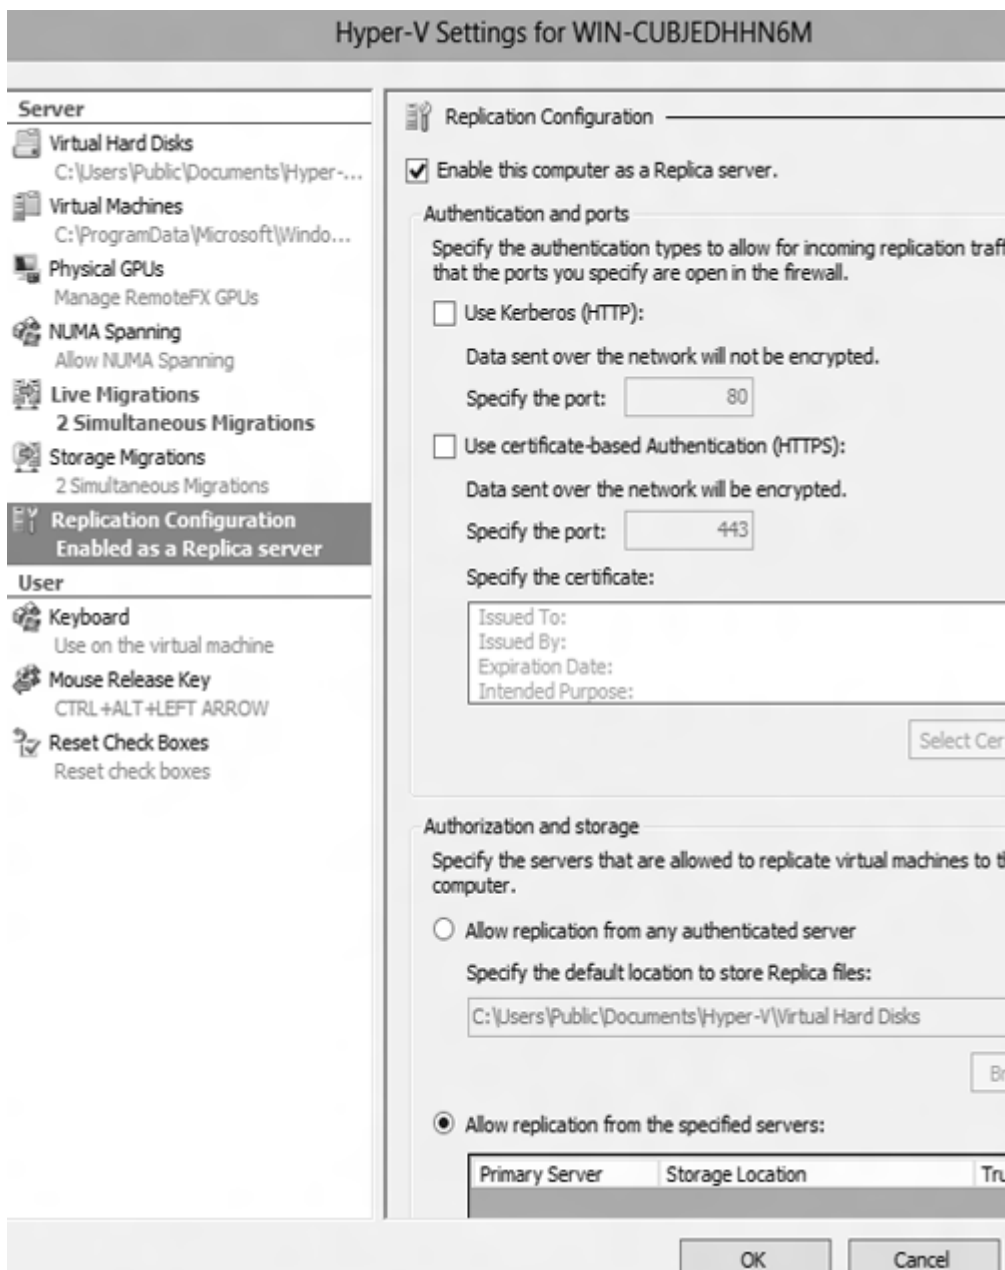 Hyper-V Settings for WIN-CUBJEDHHN6M
Server
Virtual Hard Disks
C:\Users\Public\Documents\Hyper-...
Virtual Machines
C:\ProgramData\Microsoft\Windo...
Physical GPUs
Manage RemoteFX GPUs
NUMA Spanning
Allow NUMA Spanning
Live Migrations
2 Simultaneous Migrations
Storage Migrations
2 Simultaneous Migrations
Replication Configuration
Enabled as a Replica server
User
Keyboard
Use on the virtual machine
Mouse Release Key
CTRL+ALT+LEFT ARROW
Reset Check Boxes
Reset check boxes
Replication Configuration
Enable this computer as a Replica server.
Authentication and ports
Specify the authentication types to allow for incoming replication traff
that the ports you specify are open in the firewall.
Use Kerberos (HTTP):
Data sent over the network will not be encrypted.
Specify the port: 80
Use certificate-based Authentication (HTTPS):
Data sent over the network will be encrypted.
Specify the port: 443
Specify the certificate:
Issued To:
Issued By:
Expiration Date:
Intended Purpose:
Select Cer
Authorization and storage
Specify the servers that are allowed to replicate virtual machines to th
computer.
Allow replication from any authenticated server
Specify the default location to store Replica files:
C:\Users\Public\Documents\Hyper-V\Virtual Hard Disks
Br
Allow replication from the specified servers:
Primary Server Storage Location Tru
OK Cancel